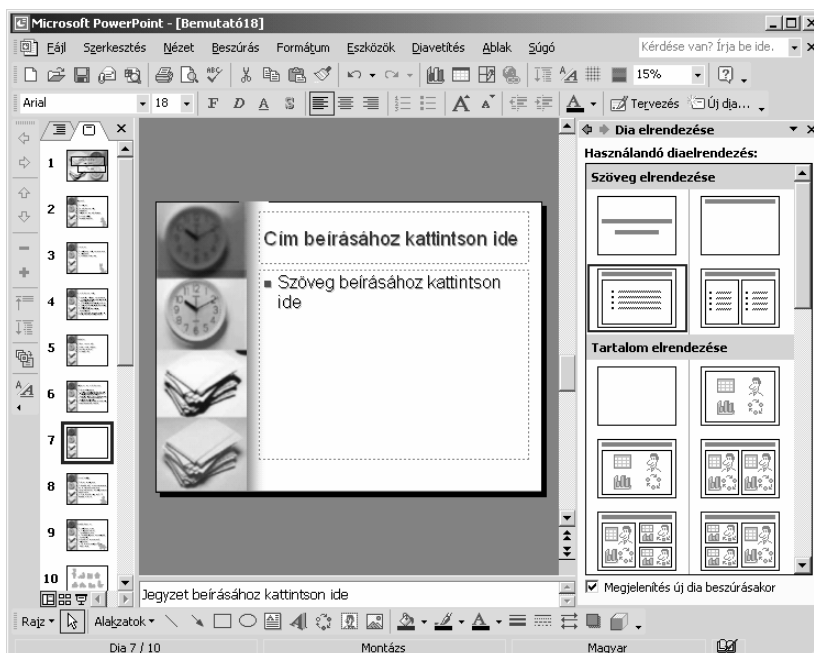 Microsoft PowerPoint - [Bemutató18]
Fájl Szerkesztés Nézet Beszúrás Formátum Eszközök Diavetítés Ablak Súgó Kérdése van? Írja be ide.
15%
Arial 18 F D A S A A A Tervezés Új dia...
Dia elrendezése
Használandó diaelrendezés:
Szöveg elrendezése
1
2
3
4
5
6
7
8
9
10
Cím beírásához kattintson ide
Szöveg beírásához kattintson
ide
Tartalom elrendezése
Megjelenítés új dia beszúrásakor
Jegyzet beírásához kattintson ide
Rajz Alakzatok
Dia 7 / 10 Montázs Magyar